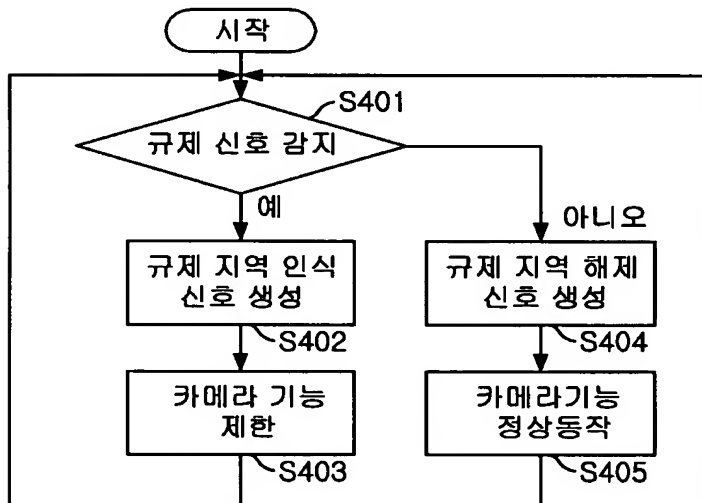 시작
S401
규제 신호 감지
예
아니오
규제 지역 인식
신호 생성
S402
규제 지역 해제
신호 생성
S404
카메라 기능
제한
S403
카메라기능
정상동작
S405